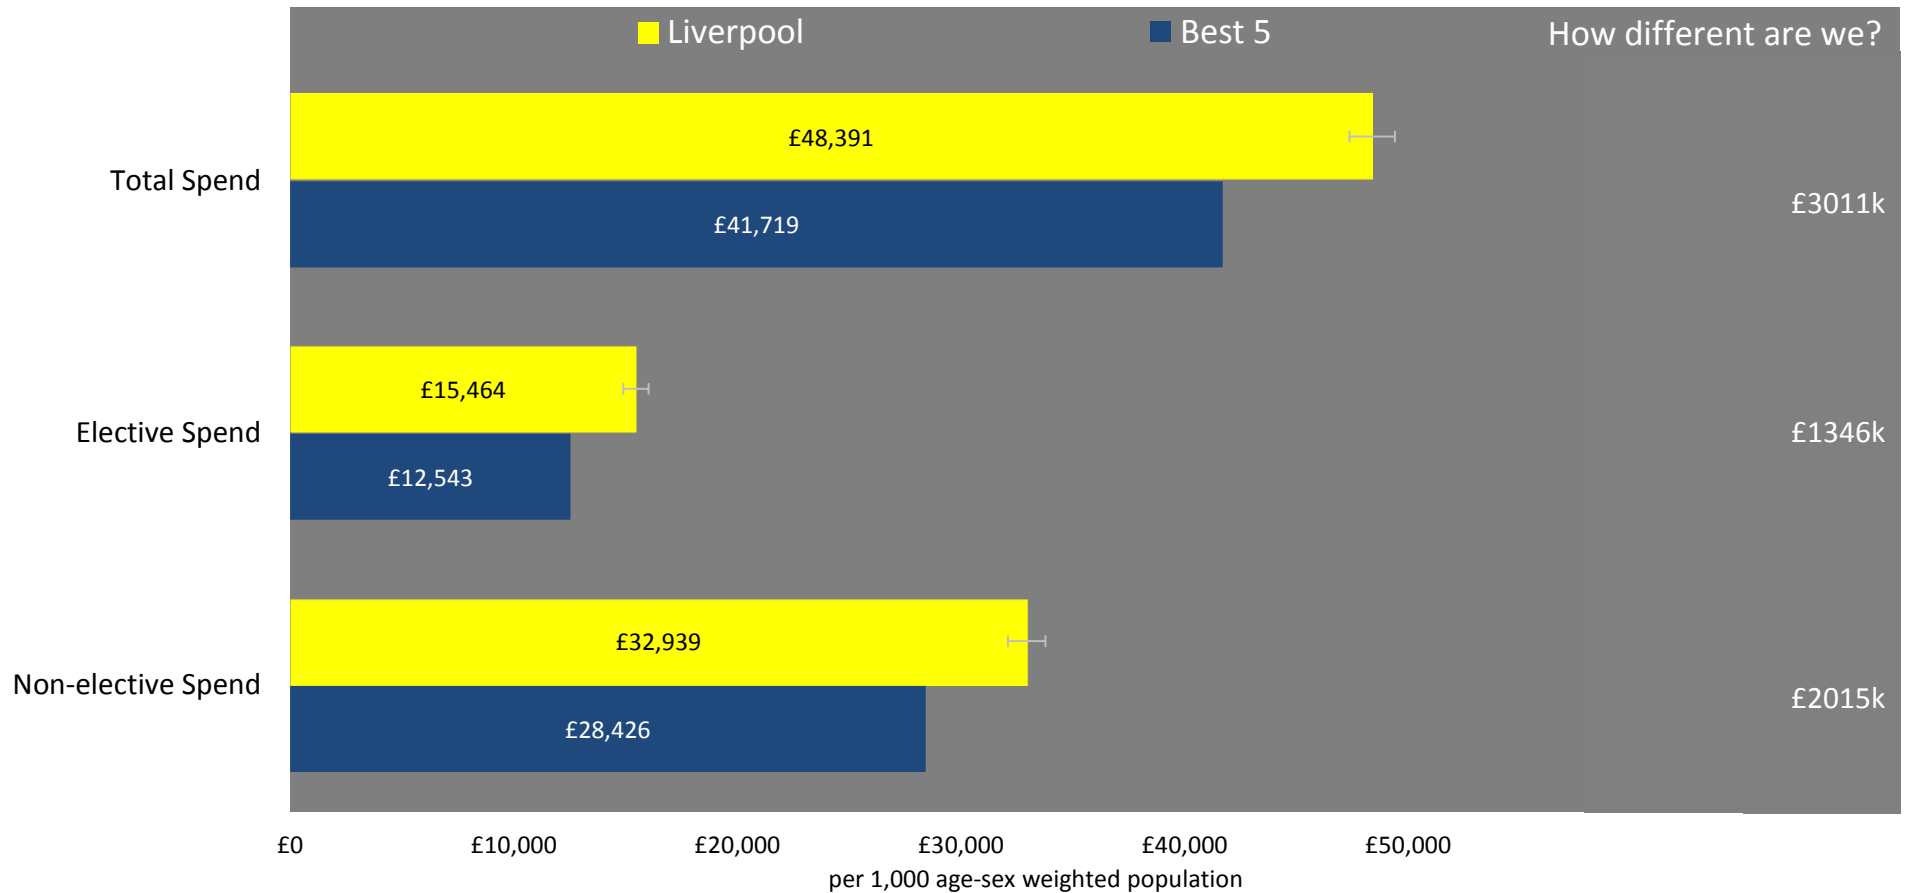 Liverpool Best 5 How different are we?
Total Spend
£48,391
£41,719
£3011k
Elective Spend
£15,464
£12,543
£1346k
Non-elective Spend
£32,939
£28,426
£2015k
£0 £10,000 £20,000 £30,000 £40,000 £50,000
per 1,000 age-sex weighted population